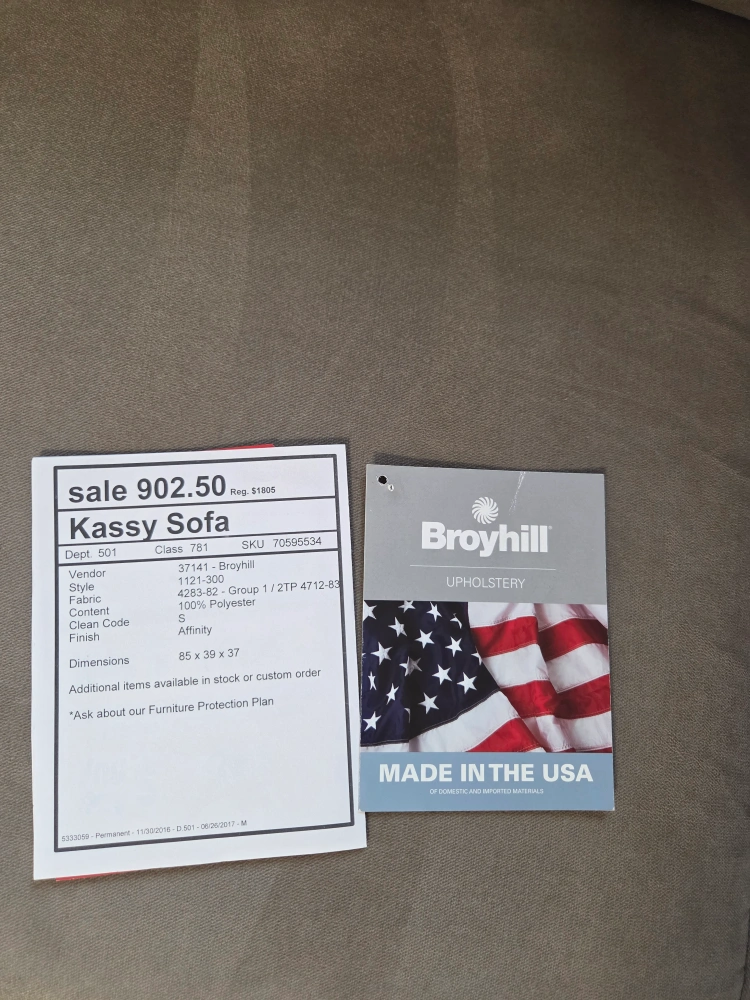 sale 902.50 Reg. $1805
Kassy Sofa
Dept. 501 Class 781 SKU 70595534
Vendor 37141 - Broyhill
Style 1121-300
Fabric 4283-82 - Group 1 / 2TP 4712-83
Content 100% Polyester
Clean Code S
Finish Affinity
Dimensions 85 x 39 x 37
Additional items available in stock or custom order
*Ask about our Furniture Protection Plan
5333059 - Permanent - 11/30/2016 - D.501 - 06/26/2017 - M
Broyhill®
UPHOLSTERY
MADE IN THE USA
OF DOMESTIC AND IMPORTED MATERIALS